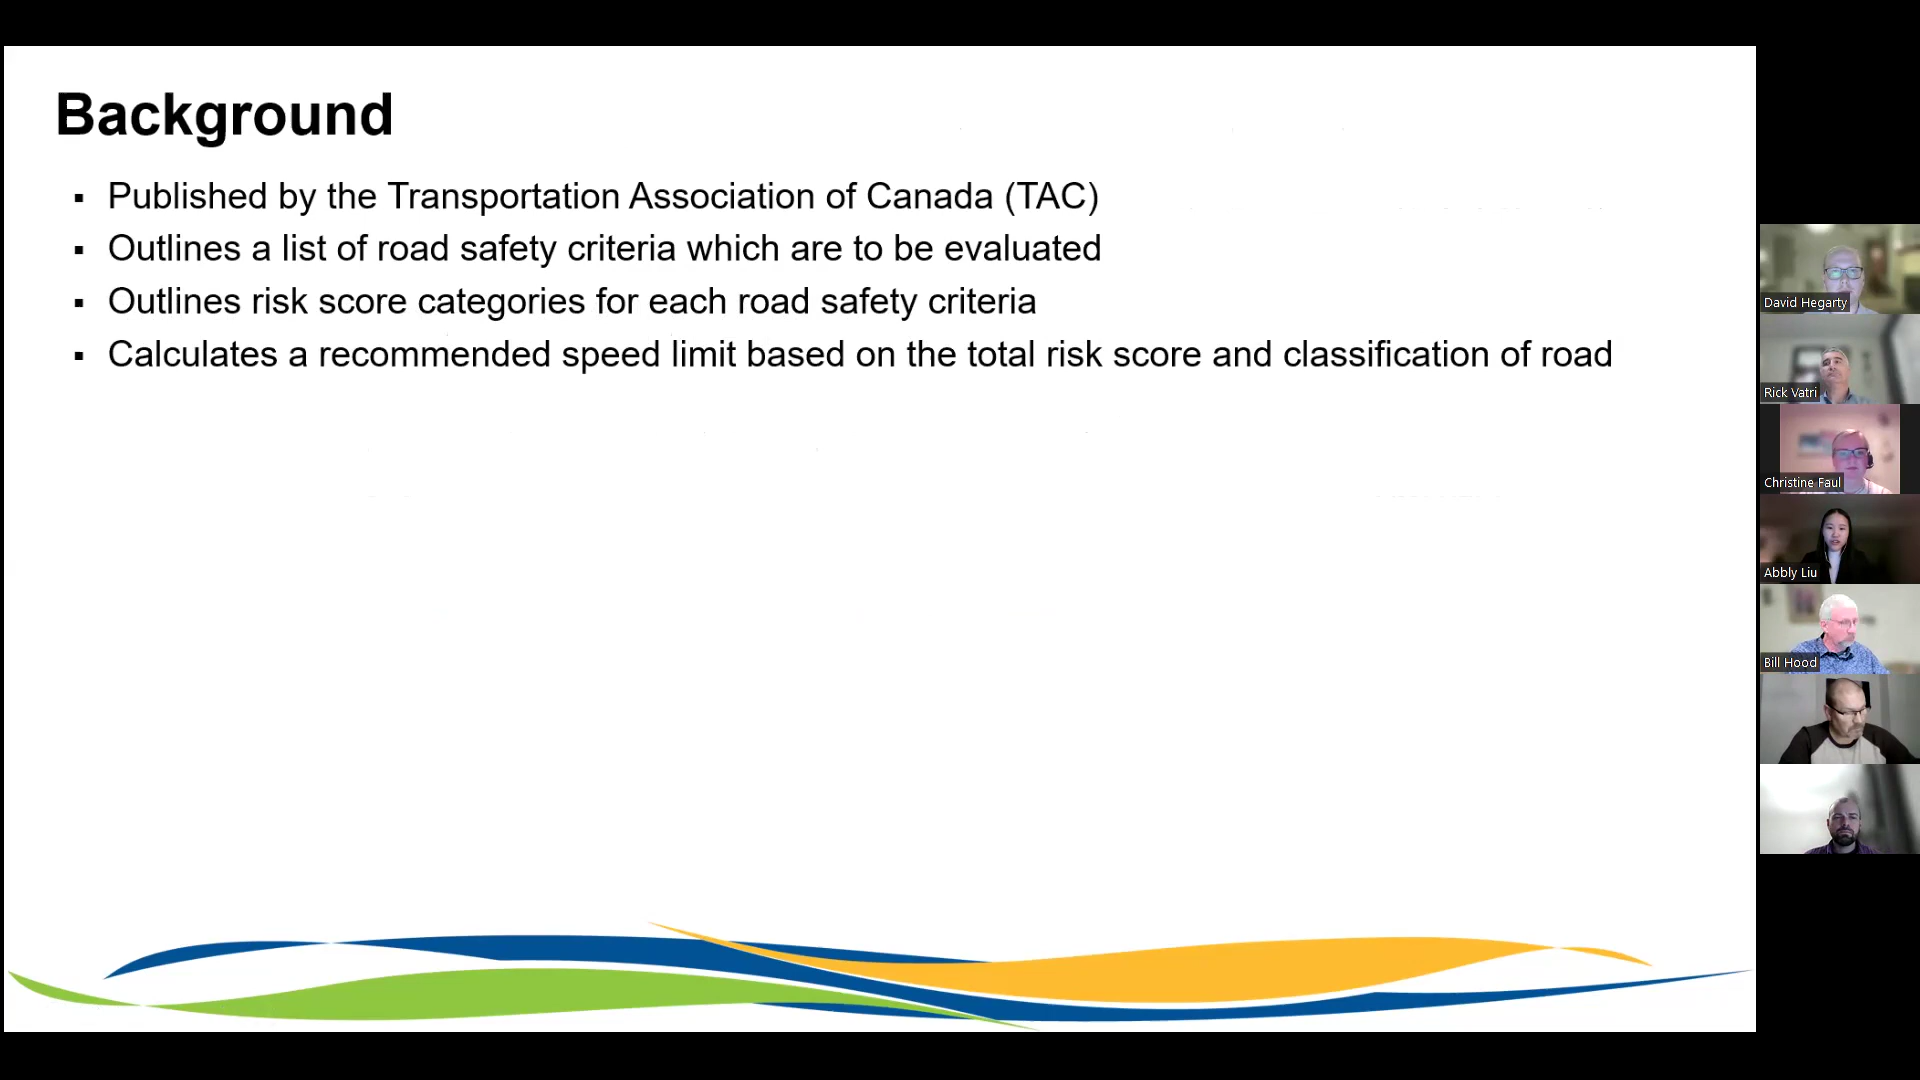 Background
▪ Published by the Transportation Association of Canada (TAC)
▪ Outlines a list of road safety criteria which are to be evaluated
▪ Outlines risk score categories for each road safety criteria
▪ Calculates a recommended speed limit based on the total risk score and classification of road
David Hegarty
Rick Vatri
Christine Faul
Abbly Liu
Bill Hood